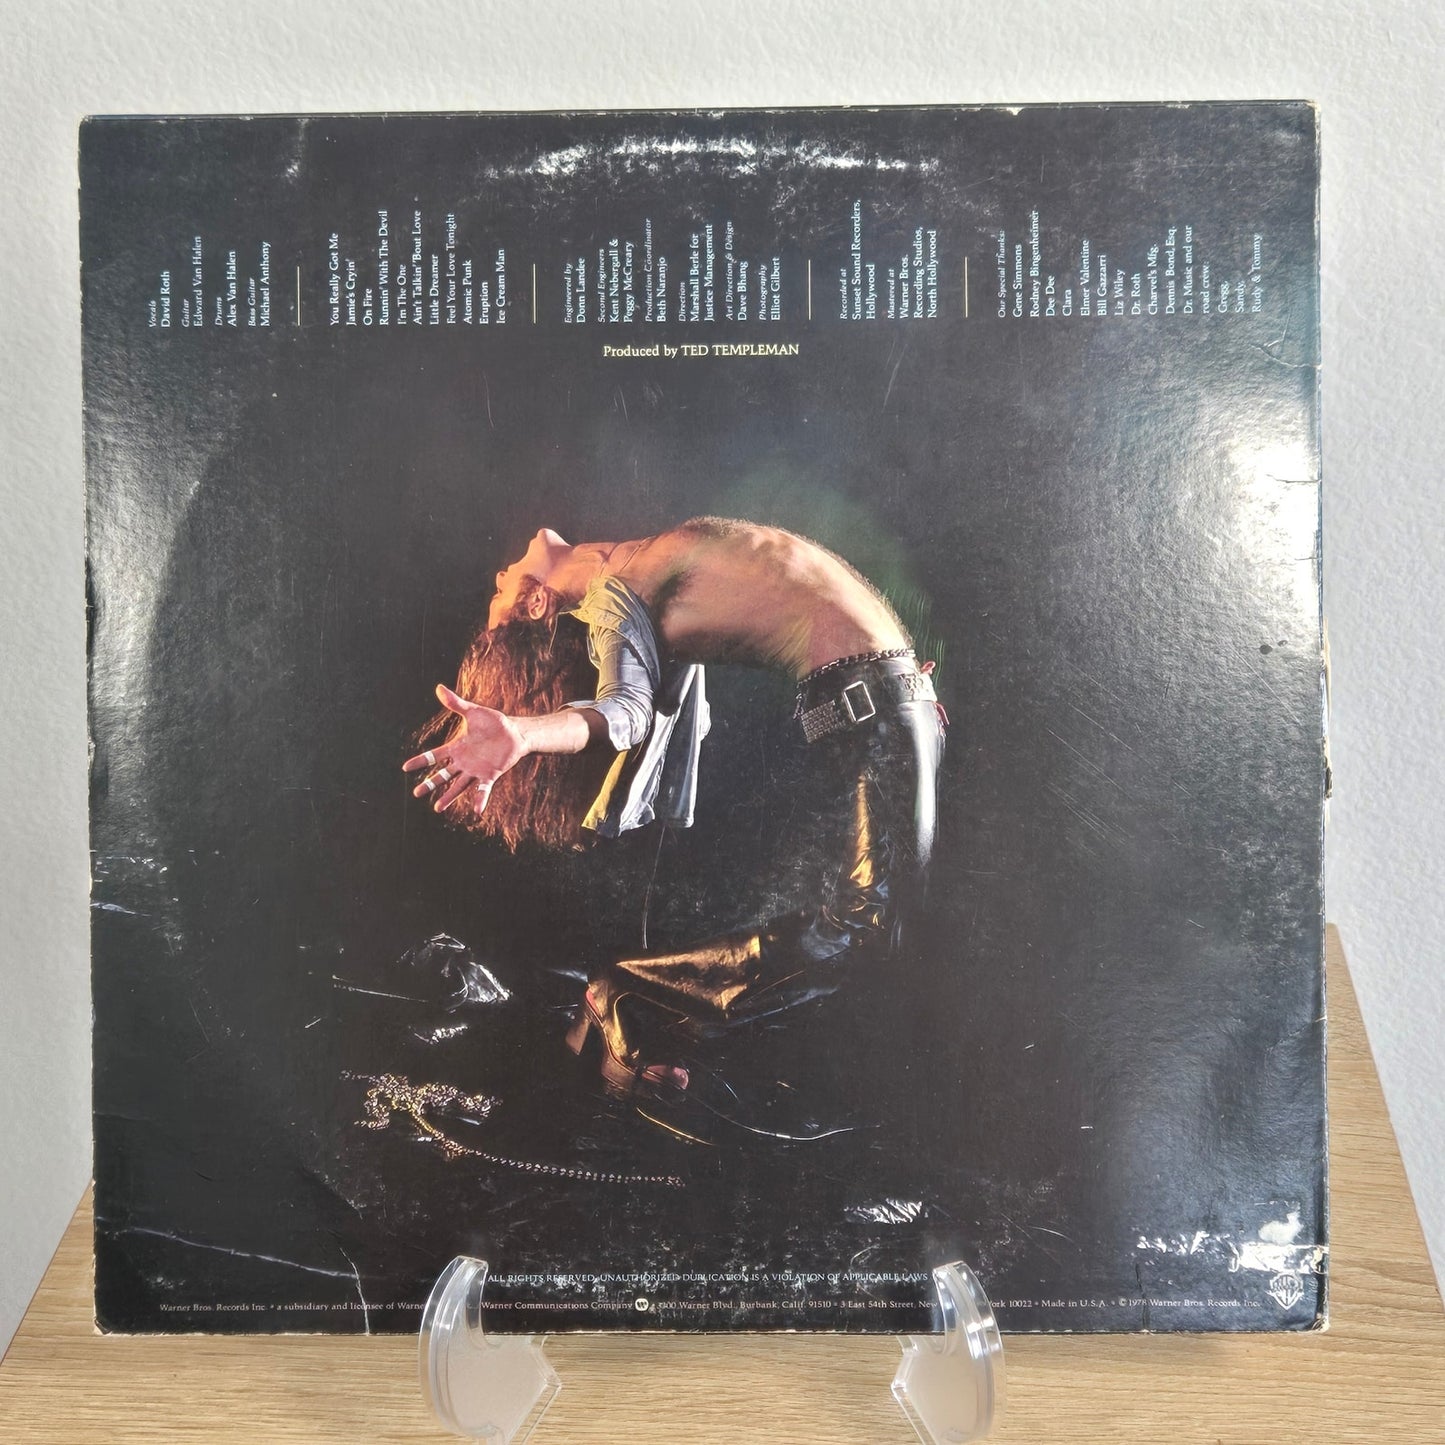 Vocals
David Roth
Guitar
Edward Van Halen
Drums
Alex Van Halen
Bass Guitar
Michael Anthony
You Really Got Me
Jamie's Cryin'
On Fire
Runnin With The Devil
I'm The One
Ain't Talkin' 'Bout Love
Little Dreamer
Feel Your Love Tonight
Atomic Punk
Eruption
Ice Cream Man
Engineered by
Donn Landee
Second Engineers
Kent Nebergall &
Peggy McCreary
Production Coordinator
Beth Naranjo
Direction
Marshall Berle for
Justice Management
Art Direction & Design
Dave Bhang
Photography
Elliot Gilbert
Recorded at
Sunset Sound Recorders,
Hollywood
Mastered at
Warner Bros.
Recording Studios,
North Hollywood
Our Special Thanks:
Gene Simmons
Rodney Bingenheimer
Dee Dee
Clara
Elmer Valentine
Bill Gazzarri
Liz Wiley
Dr. Roth
Charvel's Mfg.
Dennis Bond, Esq.
Dr. Music and our
road crew:
Gregg,
Sandy,
Rudy & Tommy
Produced by TED TEMPLEMAN
ALL RIGHTS RESERVED. UNAUTHORIZED DUPLICATION IS A VIOLATION OF APPLICABLE LAWS
Warner Bros. Records Inc. • a subsidiary and licensee of Warner Warner Communications Company 3300 Warner Blvd., Burbank, Calif. 91510 • 3 East 54th Street, New York 10022 • Made in U.S.A. • ©1978 Warner Bros. Records Inc.